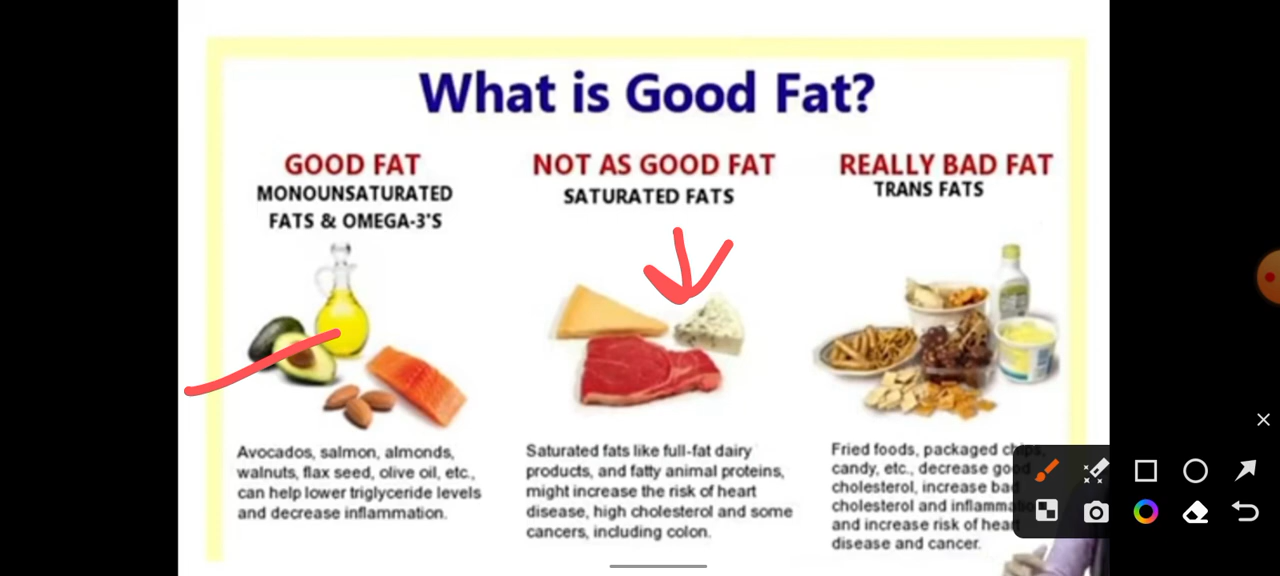 What is Good Fat?
GOOD FAT
MONOUNSATURATED
FATS & OMEGA-3'S
Avocados, salmon, almonds,
walnuts, flax seed, olive oil, etc.,
can help lower triglyceride levels
and decrease inflammation.
NOT AS GOOD FAT
SATURATED FATS
Saturated fats like full-fat dairy
products, and fatty animal proteins,
might increase the risk of heart
disease, high cholesterol and some
cancers, including colon.
REALLY BAD FAT
TRANS FATS
Fried foods, packaged chips,
candy, etc., decrease good
cholesterol, increase bad
cholesterol and inflammation
and increase risk of heart
disease and cancer.